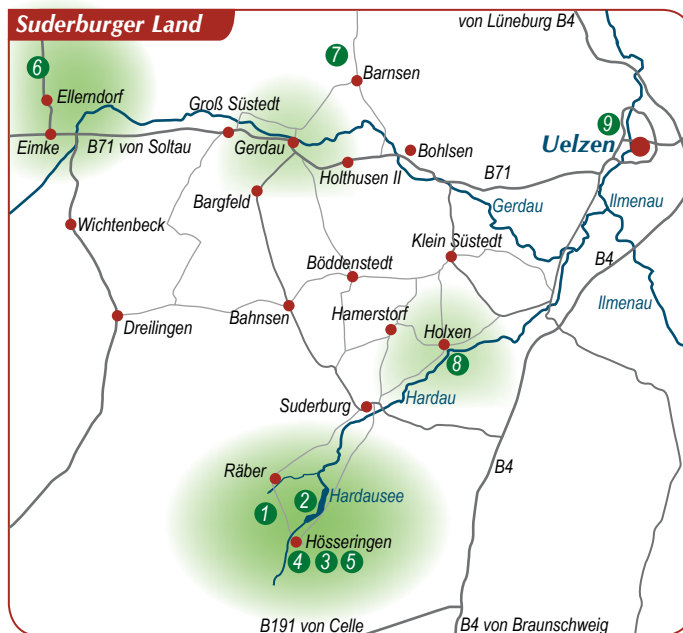 Suderburger Land
von Lüneburg B4
7
Barnsen
6
Ellerndorf
Groß Süstedt
9
Eimke
B71 von Soltau
Gerdau
Uelzen
Bohlsen
Holthusen II
B71
Bargfeld
Gerdau
Ilmenau
Wichtenbeck
Klein Süstedt
B4
Böddenstedt
Ilmenau
Dreilingen
Bahnsen
Hamerstorf
Holxen
8
Hardau
Suderburg
B4
Räber
1
2
Hardausee
Hösseringen
4 3 5
B191 von Celle
B4 von Braunschweig